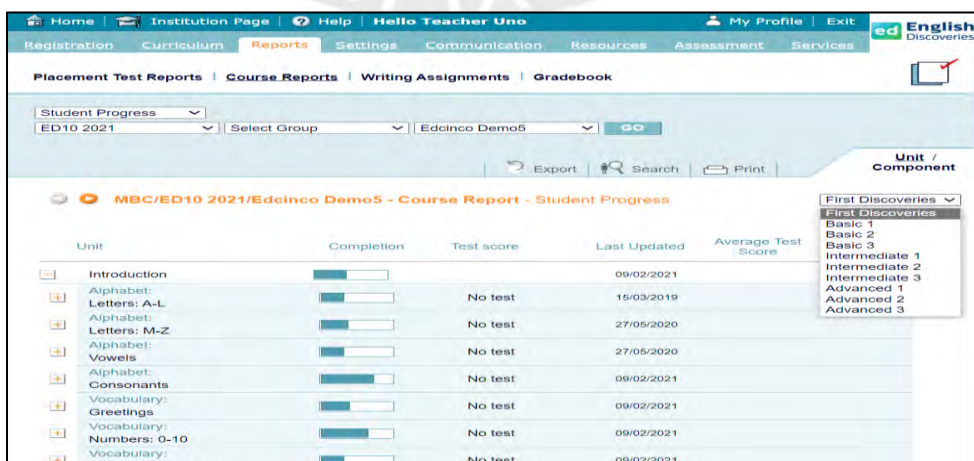 Home | Institution Page | Help | Hello Teacher Uno
My Profile | Exit
ed English Discoveries
Registration Curriculum Reports Settings Communication Resources Assessment Services
Placement Test Reports | Course Reports | Writing Assignments | Gradebook
Student Progress
ED10 2021 Select Group Edcinco Demo5 GO
Export | Search | Print
Unit / Component
MBC/ED10 2021/Edcinco Demo5 - Course Report - Student Progress
First Discoveries
First Discoveries
Basic 1
Basic 2
Basic 3
Intermediate 1
Intermediate 2
Intermediate 3
Advanced 1
Advanced 2
Advanced 3
Unit Completion Test score Last Updated Average Test Score
Introduction 09/02/2021
Alphabet:
Letters: A-L No test 15/03/2019
Alphabet:
Letters: M-Z No test 27/05/2020
Alphabet:
Vowels No test 27/05/2020
Alphabet:
Consonants No test 09/02/2021
Vocabulary:
Greetings No test 09/02/2021
Vocabulary:
Numbers: 0-10 No test 09/02/2021
Vocabulary:
No test 09/02/2021